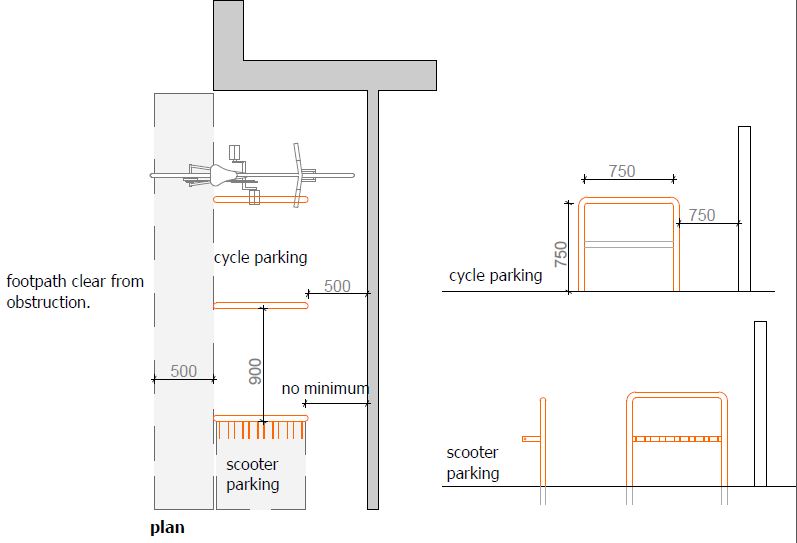 footpath clear from
obstruction.
cycle parking
500
500
900
no minimum
scooter
parking
plan
750
750
750
cycle parking
scooter
parking